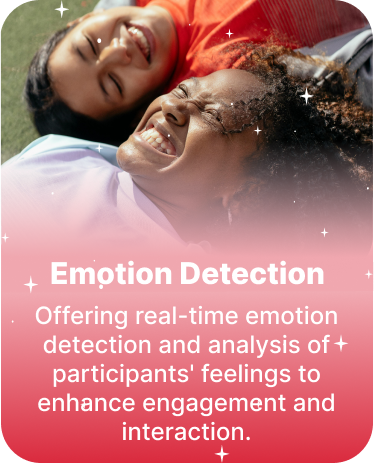 Emotion Detection
Offering real-time emotion
detection and analysis of
participants' feelings to
enhance engagement and
interaction.